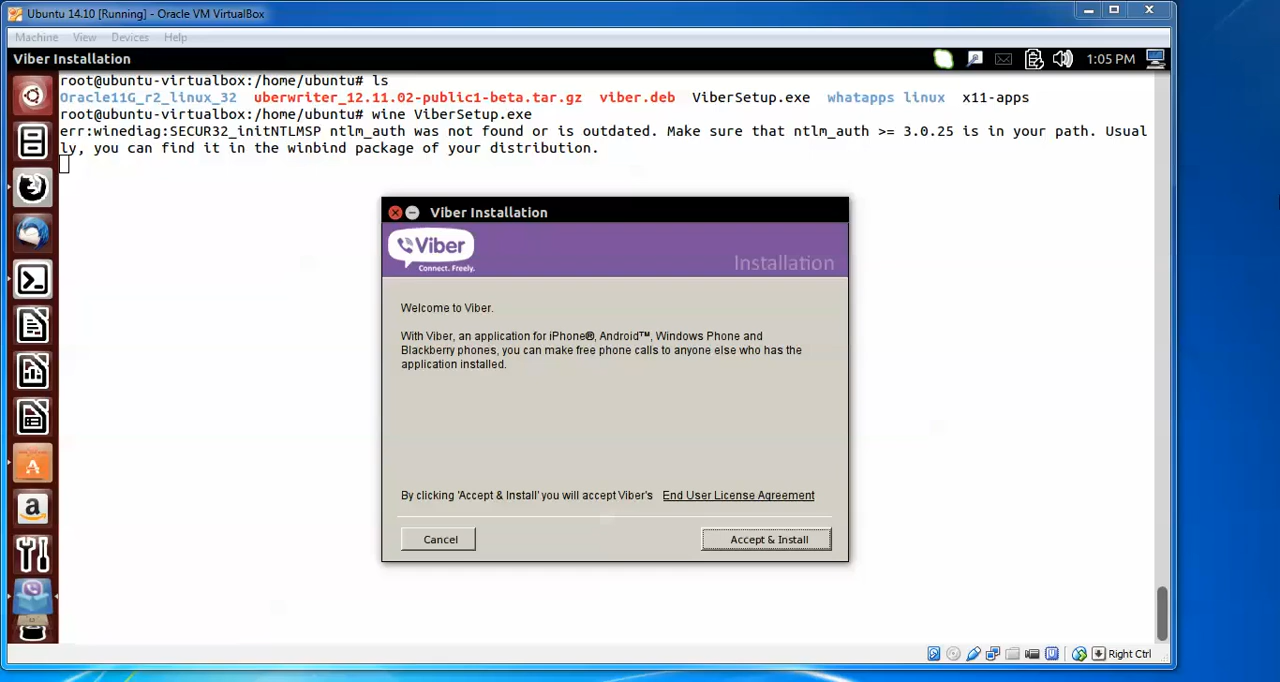 Ubuntu 14.10 [Running] - Oracle VM VirtualBox
Machine View Devices Help
Viber Installation
1:05 PM
root@ubuntu-virtualbox:/home/ubuntu# ls
Oracle11G_r2_linux_32 uberwriter_12.11.02-public1-beta.tar.gz viber.deb ViberSetup.exe whatapps linux x11-apps
root@ubuntu-virtualbox:/home/ubuntu# wine ViberSetup.exe
err:winediag:SECUR32_initNTLMSP ntlm_auth was not found or is outdated. Make sure that ntlm_auth >= 3.0.25 is in your path. Usual
ly, you can find it in the winbind package of your distribution.
Viber Installation
Viber
Connect. Freely.
Installation
Welcome to Viber.
With Viber, an application for iPhone®, Android™, Windows Phone and
Blackberry phones, you can make free phone calls to anyone else who has the
application installed.
By clicking 'Accept & Install' you will accept Viber's End User License Agreement
Cancel
Accept & Install
Right Ctrl